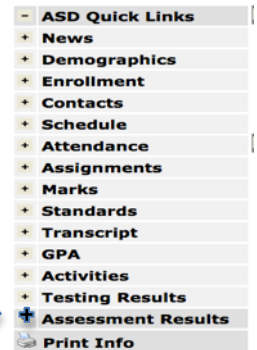 ASD Quick Links
News
Demographics
Enrollment
Contacts
Schedule
Attendance
Assignments
Marks
Standards
Transcript
GPA
Activities
Testing Results
Assessment Results
Print Info